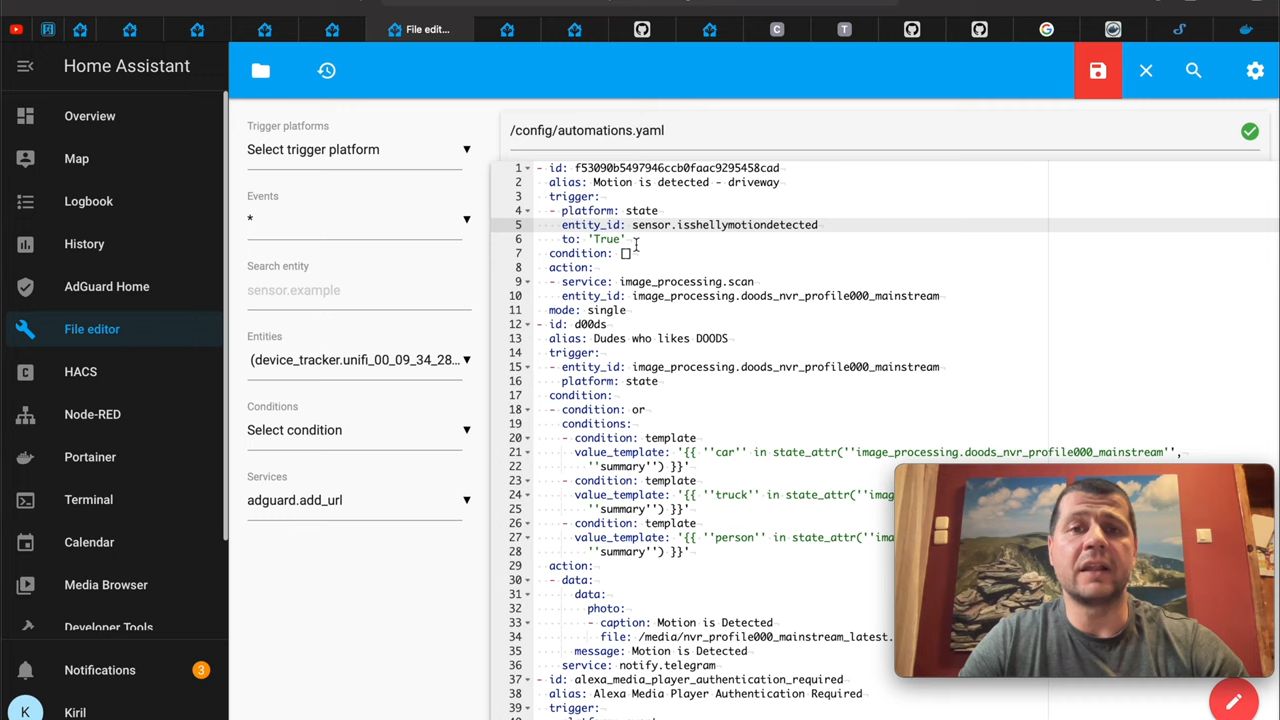 File edit...
C
T
Home Assistant
Overview
Map
Logbook
History
AdGuard Home
File editor
HACS
Node-RED
Portainer
Terminal
Calendar
Media Browser
Developer Tools
Notifications
3
K
Kiril
Trigger platforms
Select trigger platform
Events
*
Search entity
sensor.example
Entities
(device_tracker.unifi_00_09_34_28...
Conditions
Select condition
Services
adguard.add_url
/config/automations.yaml
1 - id: f53090b5497946ccb0faac9295458cad
2 alias: Motion is detected - driveway
3 trigger:
4 - platform: state
5 entity_id: sensor.isshellymotiondetected
6 to: 'True'
7 condition: []
8 action:
9 - service: image_processing.scan
10 entity_id: image_processing.doods_nvr_profile000_mainstream
11 mode: single
12 - id: d00ds
13 alias: Dudes who likes DOODS
14 trigger:
15 - entity_id: image_processing.doods_nvr_profile000_mainstream
16 platform: state
17 condition:
18 - condition: or
19 conditions:
20 - condition: template
21 value_template: '{{ ''car'' in state_attr(''image_processing.doods_nvr_profile000_mainstream'',
22 ''summary'') }}'
23 - condition: template
24 value_template: '{{ ''truck'' in state_attr(''ima
25 ''summary'') }}'
26 - condition: template
27 value_template: '{{ ''person'' in state_attr(''ima
28 ''summary'') }}'
29 action:
30 - data:
31 data:
32 photo:
33 - caption: Motion is Detected
34 file: /media/nvr_profile000_mainstream_latest.
35 message: Motion is Detected
36 service: notify.telegram
37 - id: alexa_media_player_authentication_required
38 alias: Alexa Media Player Authentication Required
39 trigger: